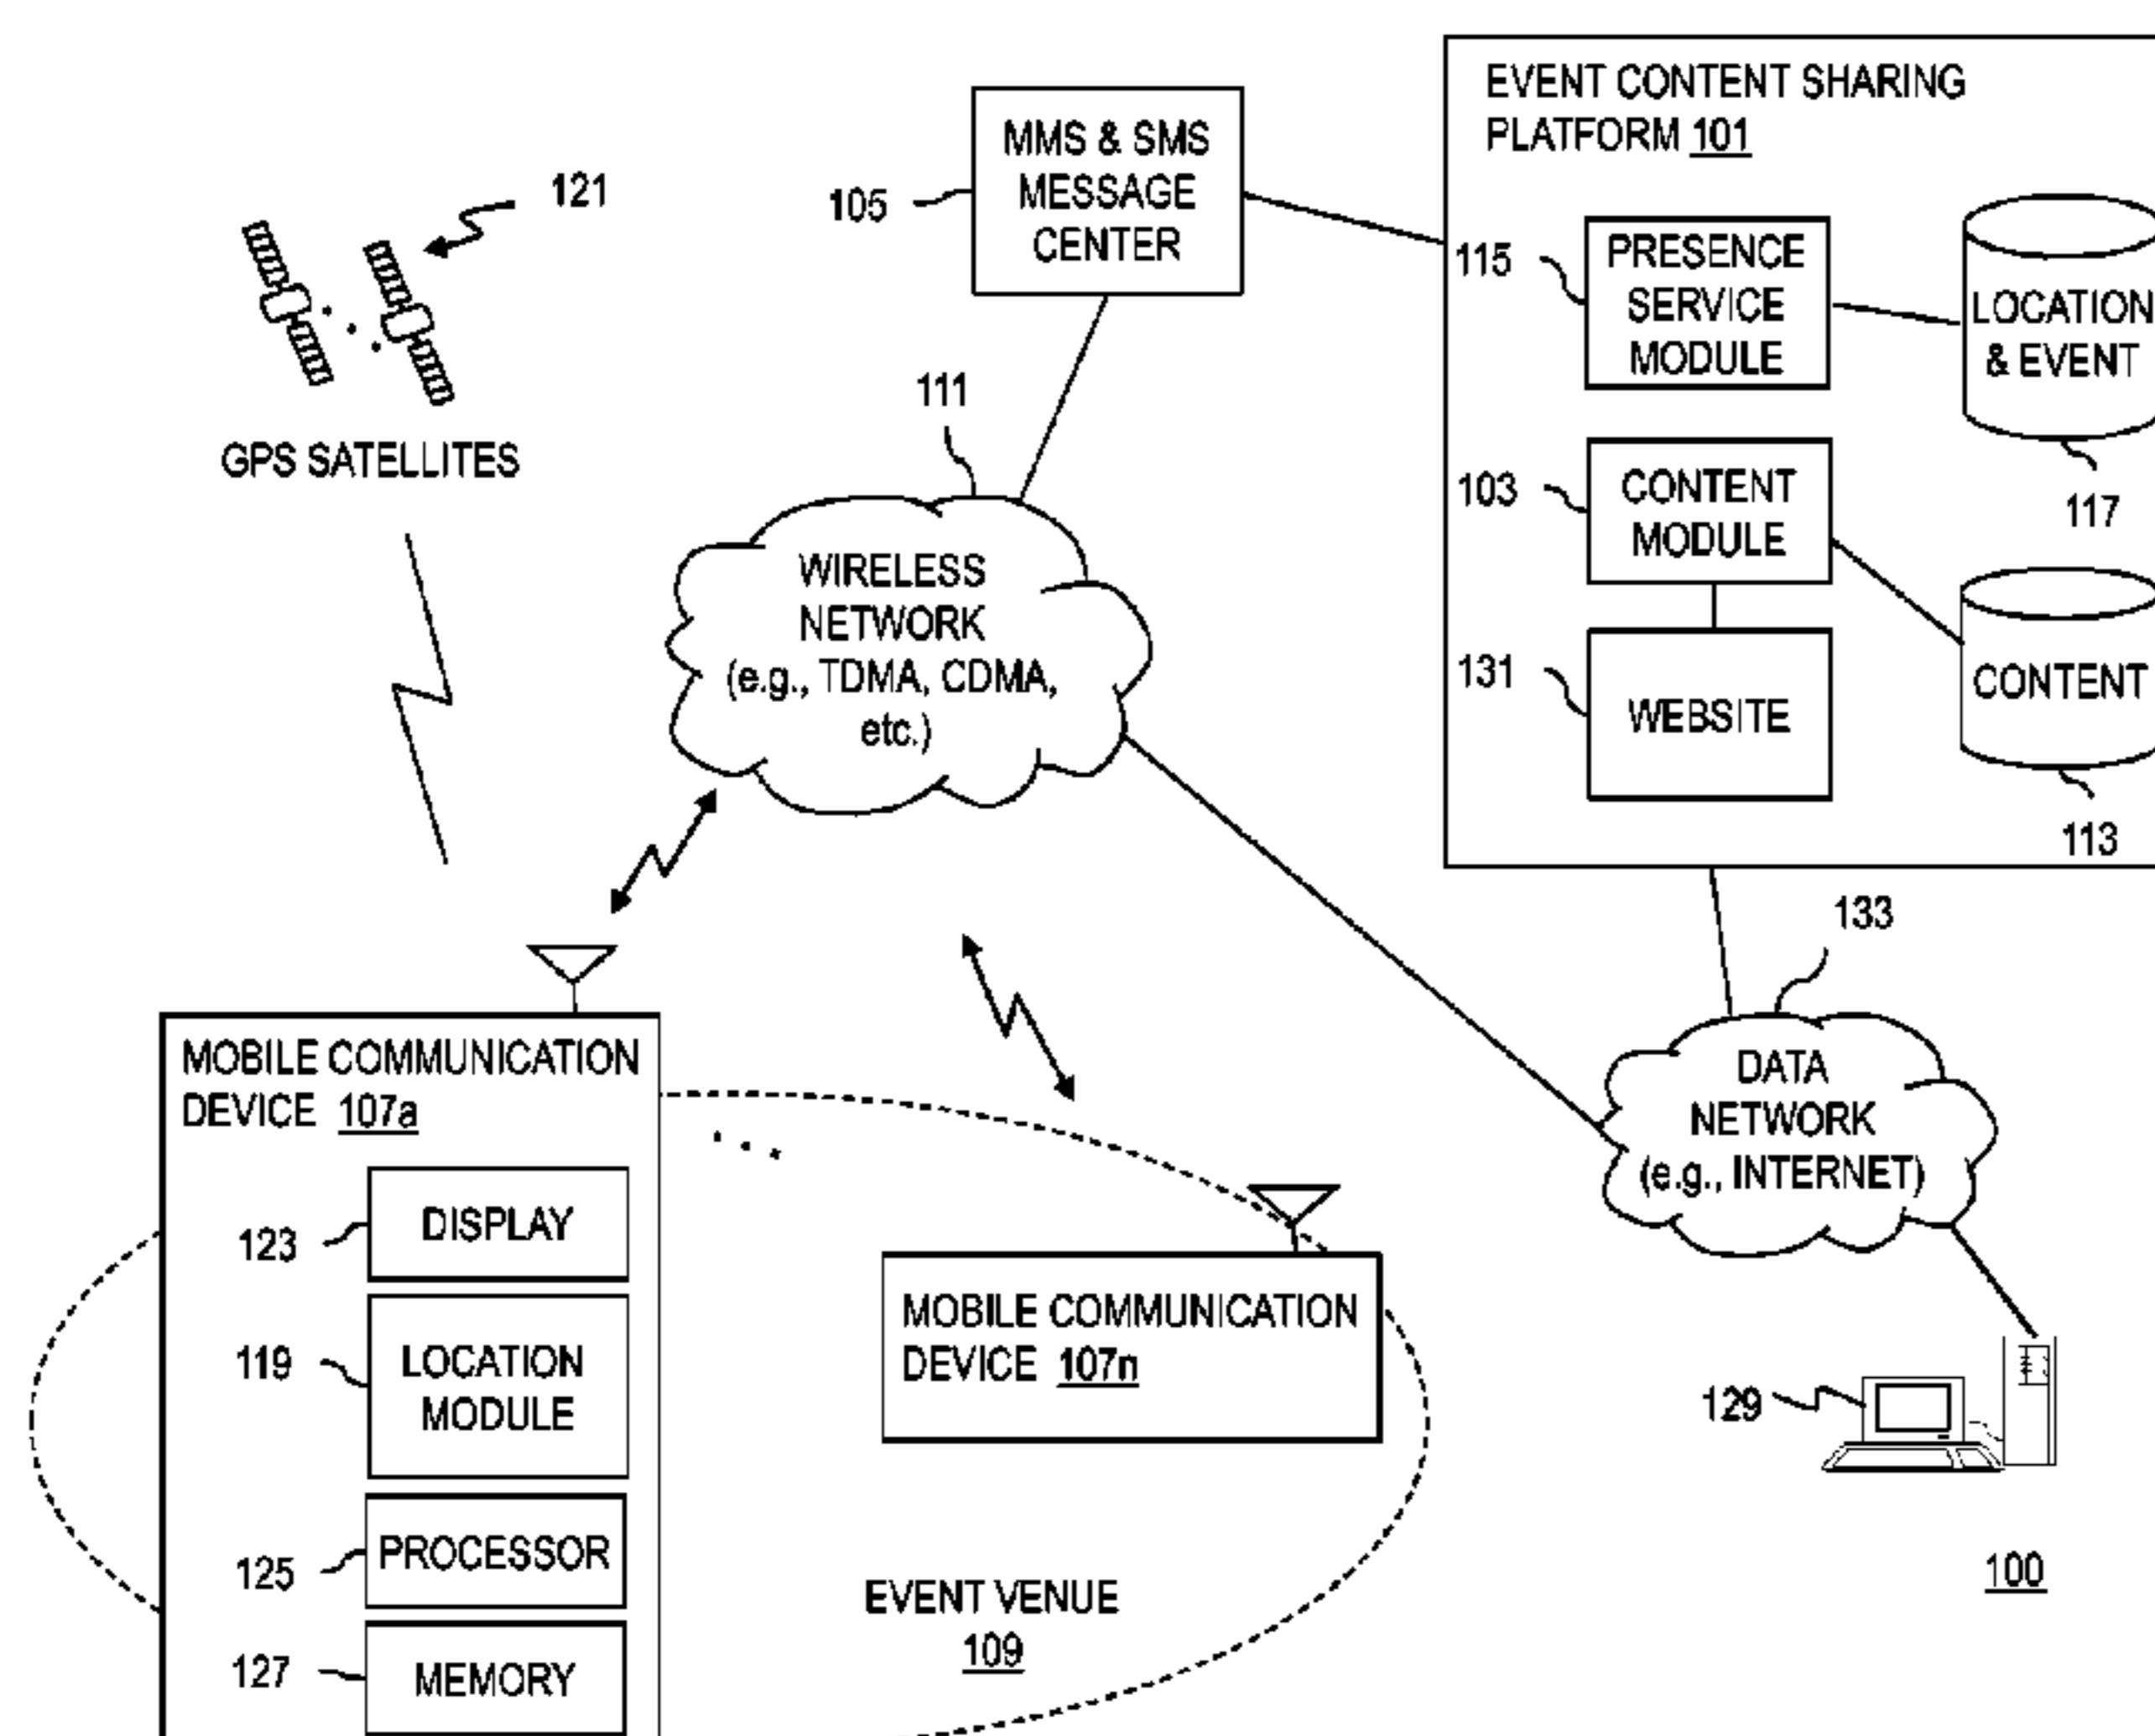 EVENT CONTENT SHARING
PLATFORM 101
MMS & SMS
MESSAGE
CENTER
105
121
GPS SATELLITES
115
PRESENCE
SERVICE
MODULE
LOCATION
& EVENT
117
103
CONTENT
MODULE
131
WEBSITE
CONTENT
113
111
WIRELESS
NETWORK
(e.g., TDMA, CDMA,
etc.)
133
DATA
NETWORK
(e.g., INTERNET)
129
100
MOBILE COMMUNICATION
DEVICE 107a
123
DISPLAY
119
LOCATION
MODULE
125
PROCESSOR
127
MEMORY
MOBILE COMMUNICATION
DEVICE 107n
EVENT VENUE
109